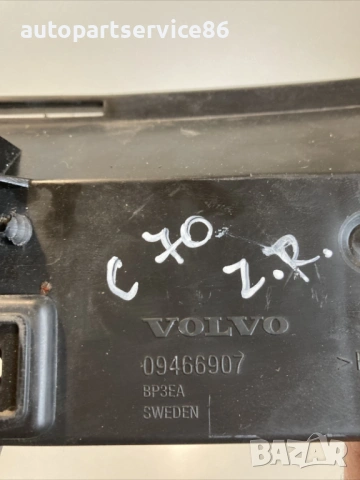 autopartservice86
C 70
Z.R.
VOLVO
09466907
BP3EA
SWEDEN
BAZAR